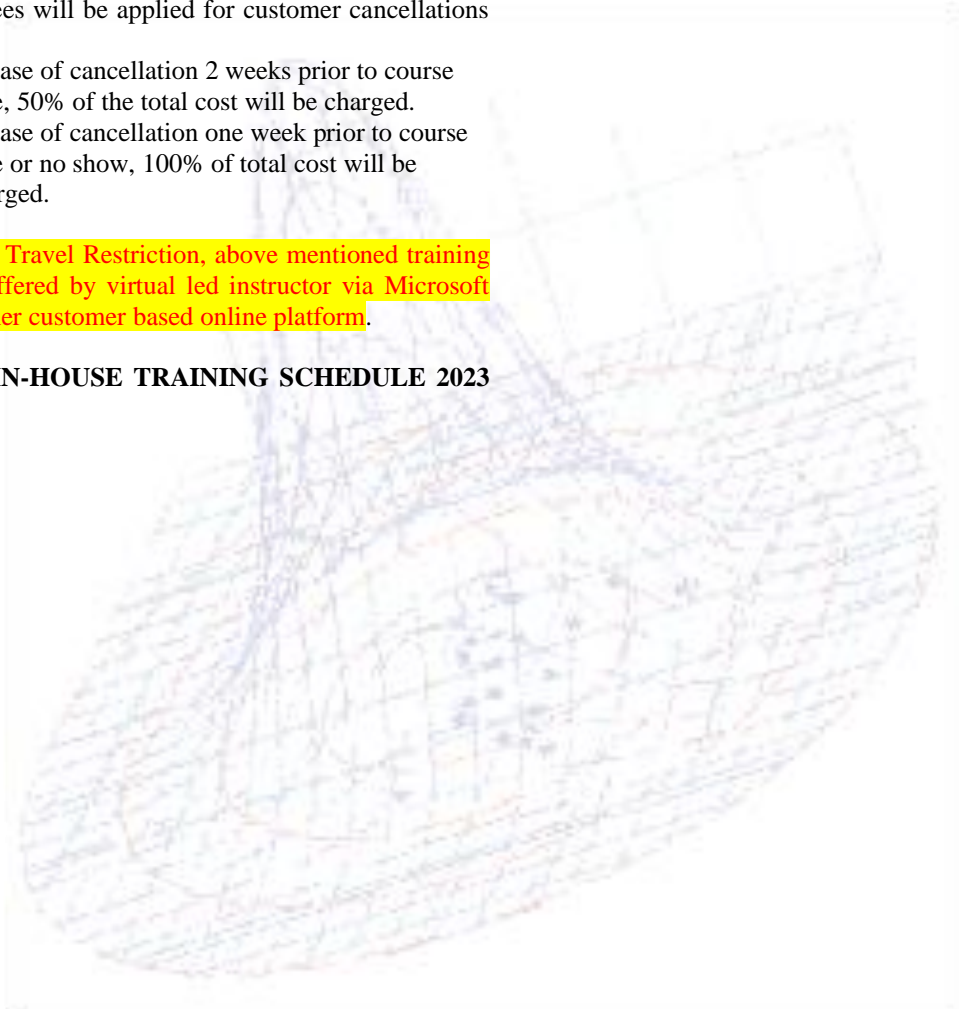 ees will be applied for customer cancellations
ase of cancellation 2 weeks prior to course
e, 50% of the total cost will be charged.
ase of cancellation one week prior to course
e or no show, 100% of total cost will be
rged.
Travel Restriction, above mentioned training
ffered by virtual led instructor via Microsoft
er customer based online platform.
N-HOUSE TRAINING SCHEDULE 2023